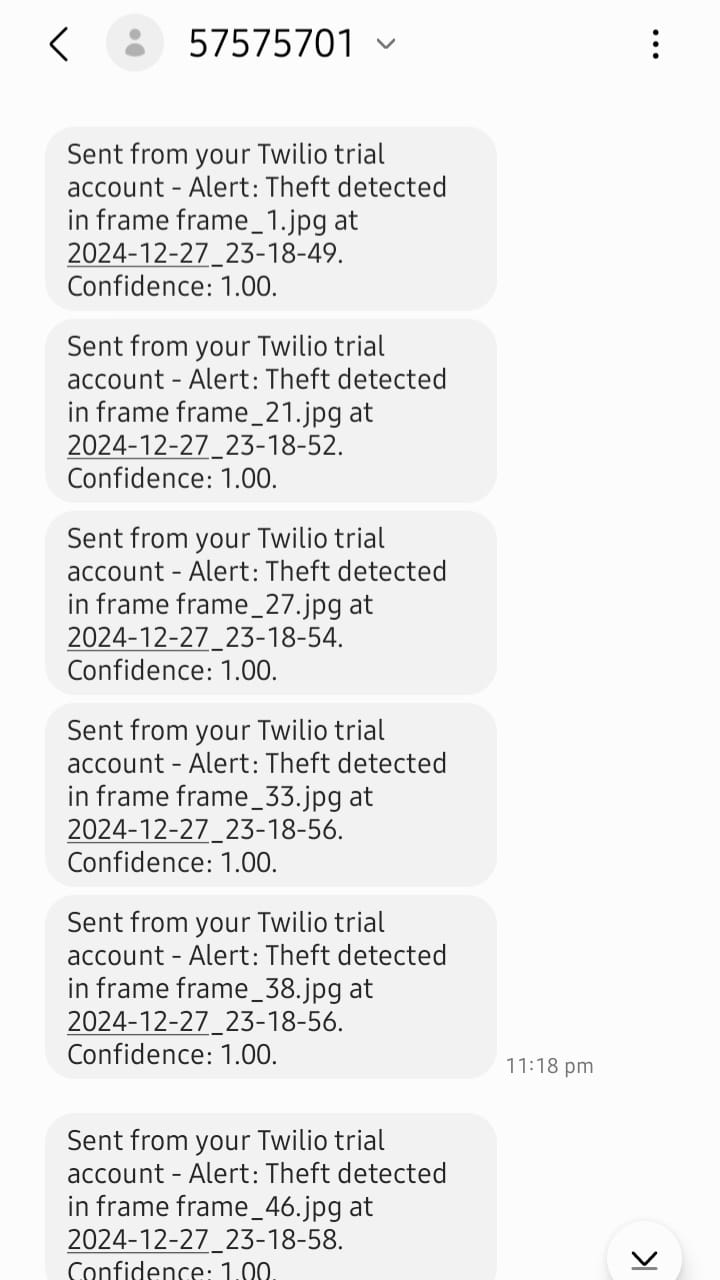 57575701
Sent from your Twilio trial
account - Alert: Theft detected
in frame frame_1.jpg at
2024-12-27_23-18-49.
Confidence: 1.00.
Sent from your Twilio trial
account - Alert: Theft detected
in frame frame_21.jpg at
2024-12-27_23-18-52.
Confidence: 1.00.
Sent from your Twilio trial
account - Alert: Theft detected
in frame frame_27.jpg at
2024-12-27_23-18-54.
Confidence: 1.00.
Sent from your Twilio trial
account - Alert: Theft detected
in frame frame_33.jpg at
2024-12-27_23-18-56.
Confidence: 1.00.
Sent from your Twilio trial
account - Alert: Theft detected
in frame frame_38.jpg at
2024-12-27_23-18-56.
Confidence: 1.00.
11:18 pm
Sent from your Twilio trial
account - Alert: Theft detected
in frame frame_46.jpg at
2024-12-27_23-18-58.
Confidence: 1.00.